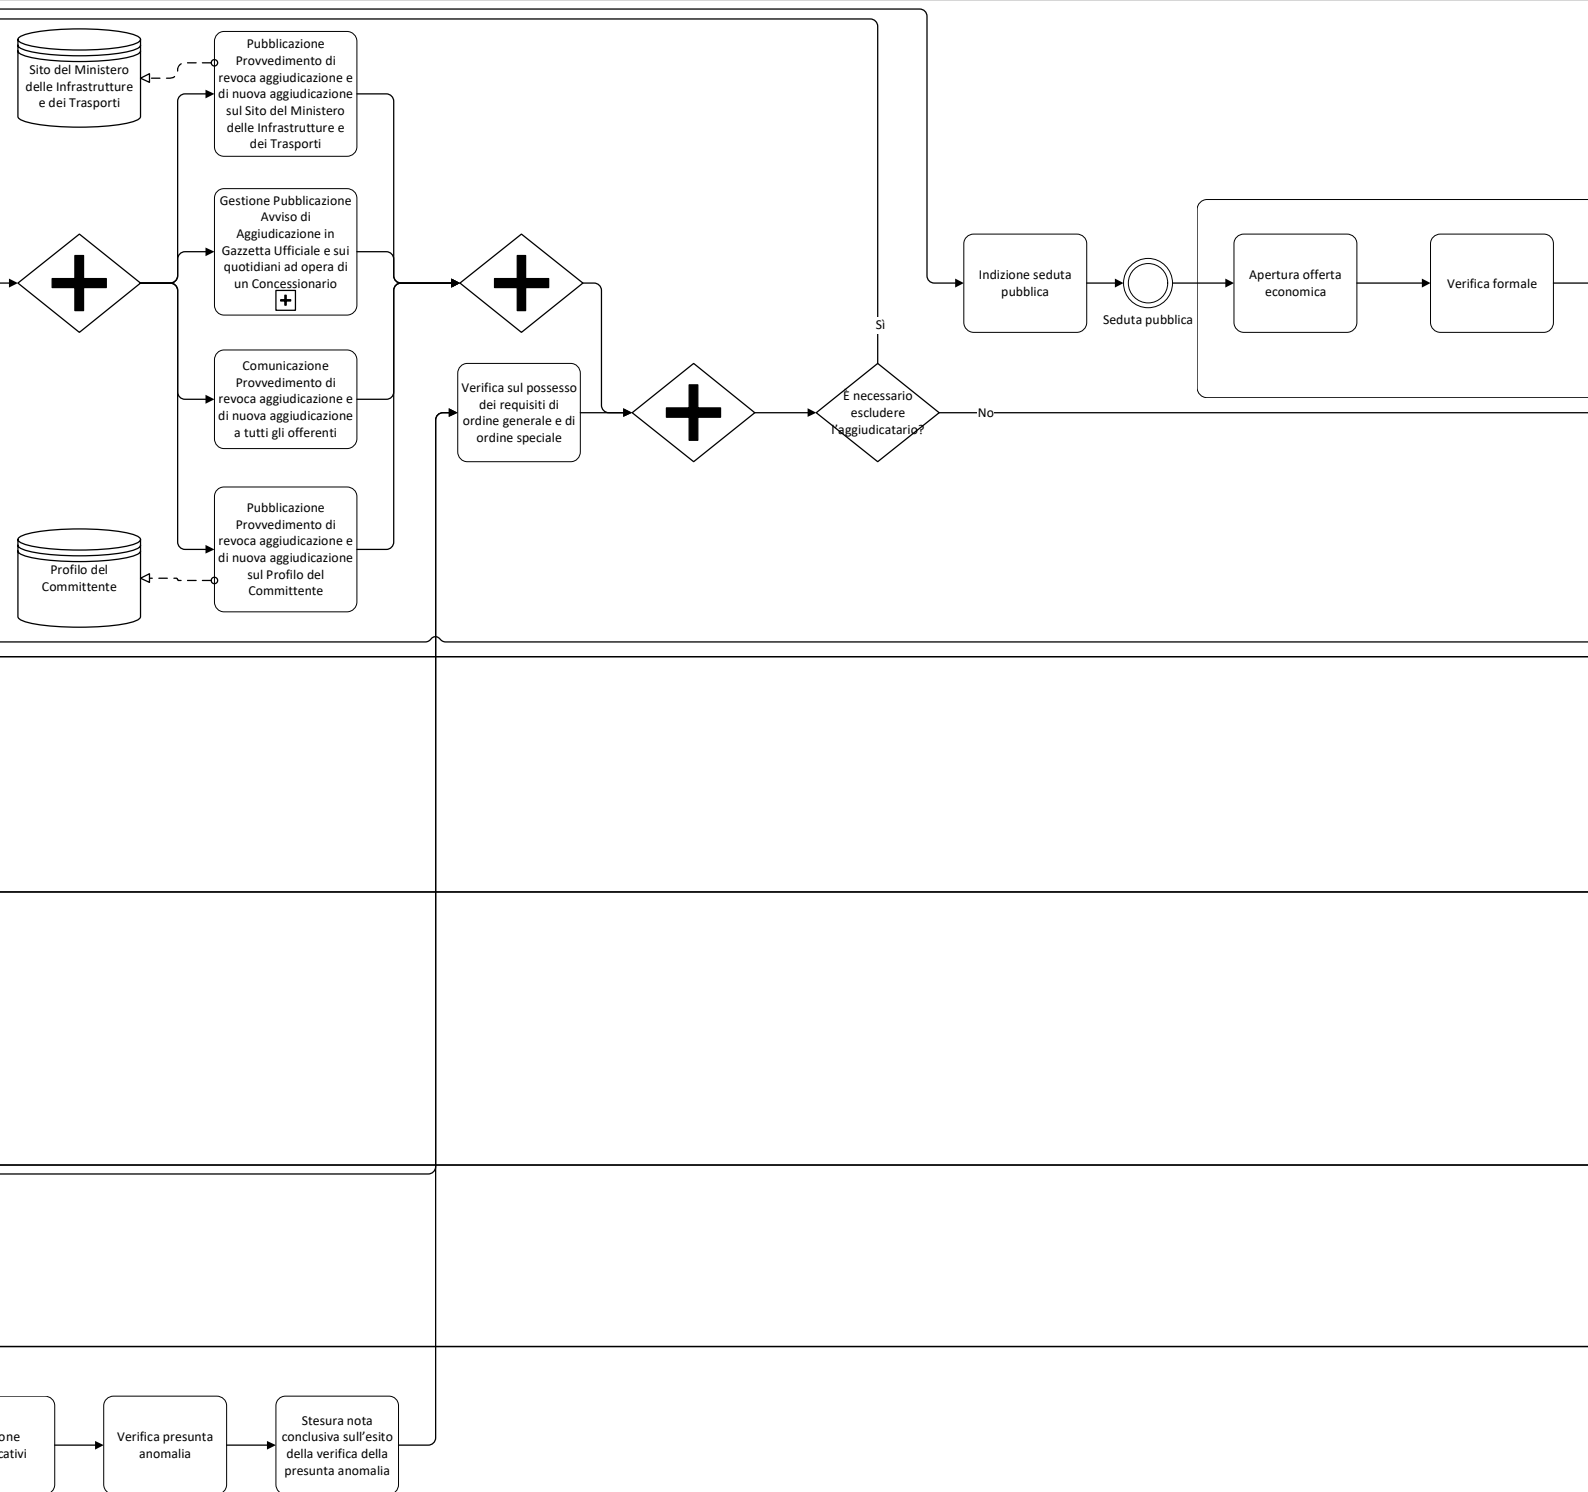 Sito del Ministero
delle Infrastrutture
e dei Trasporti
Pubblicazione
Provvedimento di
revoca aggiudicazione e
di nuova aggiudicazione
sul Sito del Ministero
delle Infrastrutture e
dei Trasporti
Gestione Pubblicazione
Avviso di
Aggiudicazione in
Gazzetta Ufficiale e sui
quotidiani ad opera di
un Concessionario
Comunicazione
Provvedimento di
revoca aggiudicazione e
di nuova aggiudicazione
a tutti gli offerenti
Profilo del
Committente
Pubblicazione
Provvedimento di
revoca aggiudicazione e
di nuova aggiudicazione
sul Profilo del
Committente
Verifica sul possesso
dei requisiti di
ordine generale e di
ordine speciale
Sì
È necessario
escludere
l'aggiudicatario?
No
Indizione seduta
pubblica
Seduta pubblica
Apertura offerta
economica
Verifica formale
one
cativi
Verifica presunta
anomalia
Stesura nota
conclusiva sull'esito
della verifica della
presunta anomalia